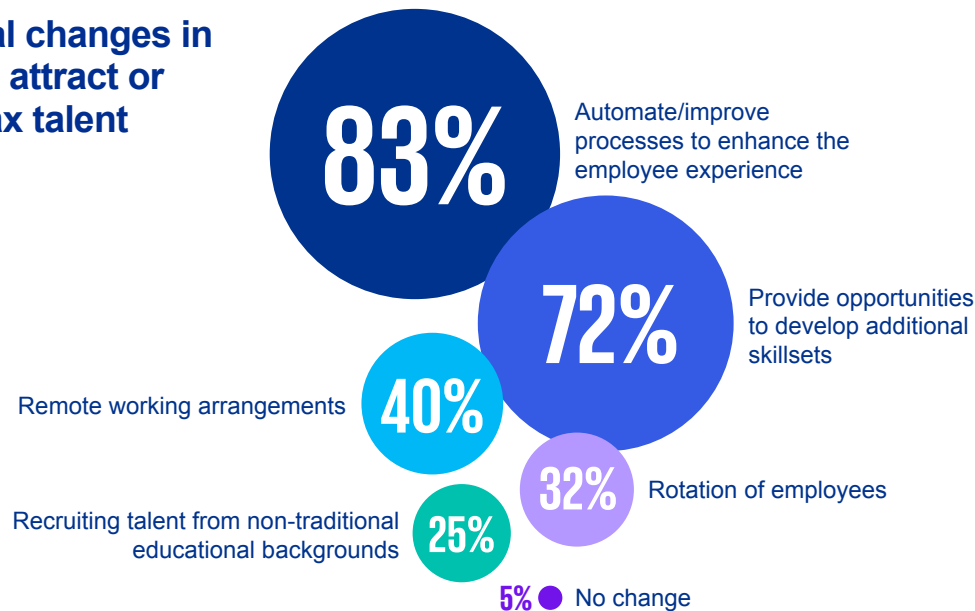 al changes in
attract or
ax talent
83%
Automate/improve
processes to enhance the
employee experience
72%
Provide opportunities
to develop additional
skillsets
40%
Remote working arrangements
32%
Rotation of employees
25%
Recruiting talent from non-traditional
educational backgrounds
5%
No change